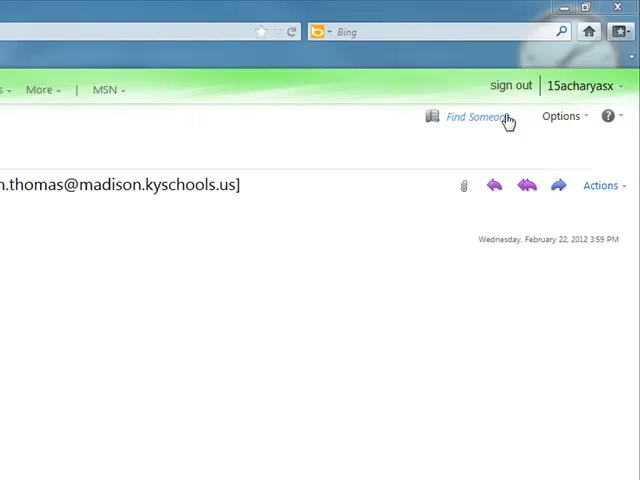 Bing
More | MSN
sign out | 15acharyasx
Find Someon
Options
n.thomas@madison.kyschools.us]
Actions
Wednesday, February 22, 2012 3:59 PM